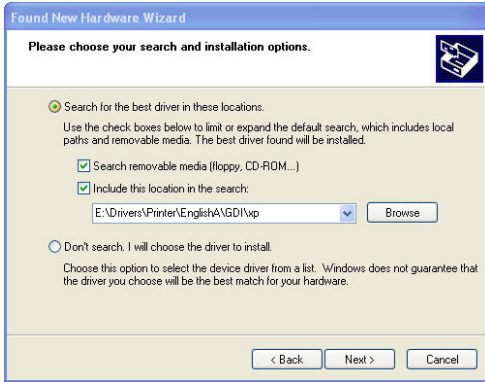 Found New Hardware Wizard
Please choose your search and installation options.
Search for the best driver in these locations.
Use the check boxes below to limit or expand the default search, which includes local
paths and removable media. The best driver found will be installed.
Search removable media (floppy, CD-ROM...)
Include this location in the search:
E:\Drivers\Printer\EnglishA\GDI\xp
Browse
Don't search. I will choose the driver to install.
Choose this option to select the device driver from a list. Windows does not guarantee that
the driver you choose will be the best match for your hardware.
< Back Next > Cancel